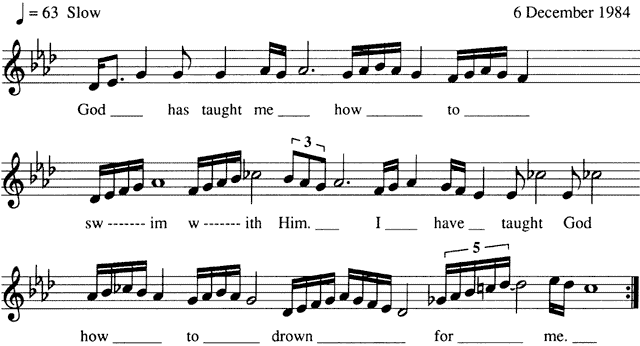 ♩ = 63 Slow 6 December 1984
God ____ has taught me ____ how _______ to ________
3
sw ------- im w ------- ith Him. ___ I ____ have __ taught God
5
how ______ to ______ drown ___________ for ________ me. ___